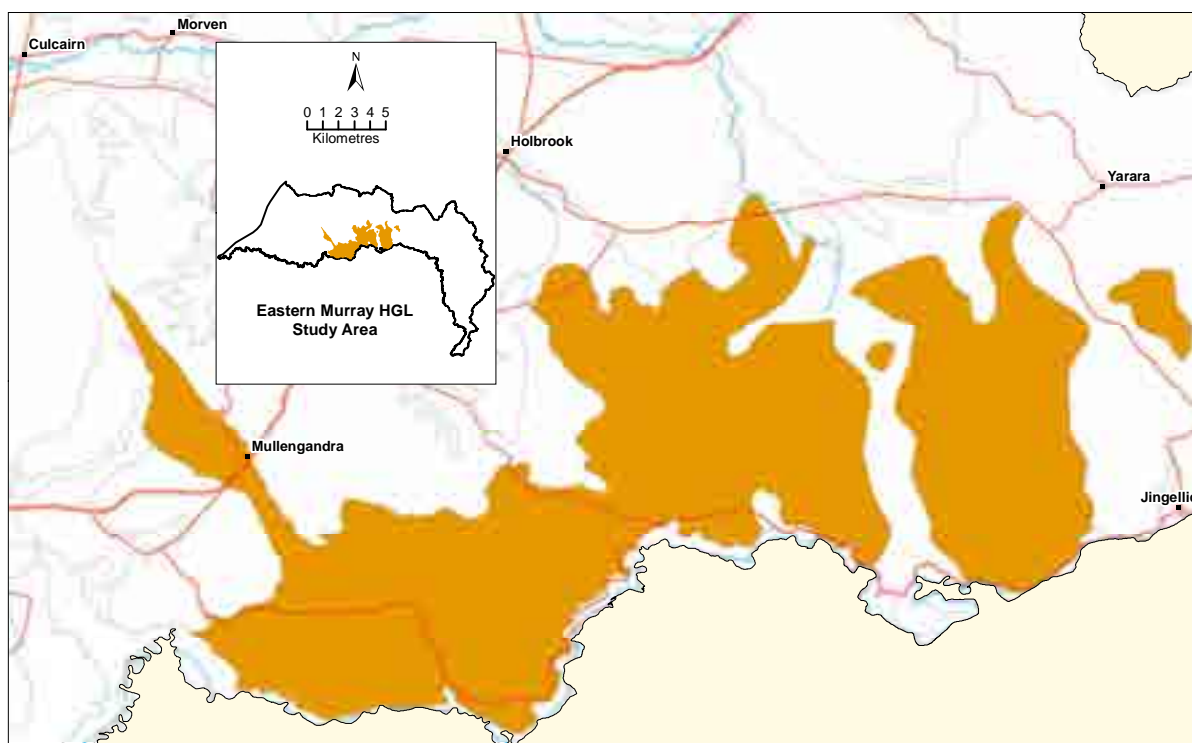 Morven
Culcairn
N
0 1 2 3 4 5
Kilometres
Holbrook
Yarara
Eastern Murray HGL
Study Area
Mullengandra
Jingellic